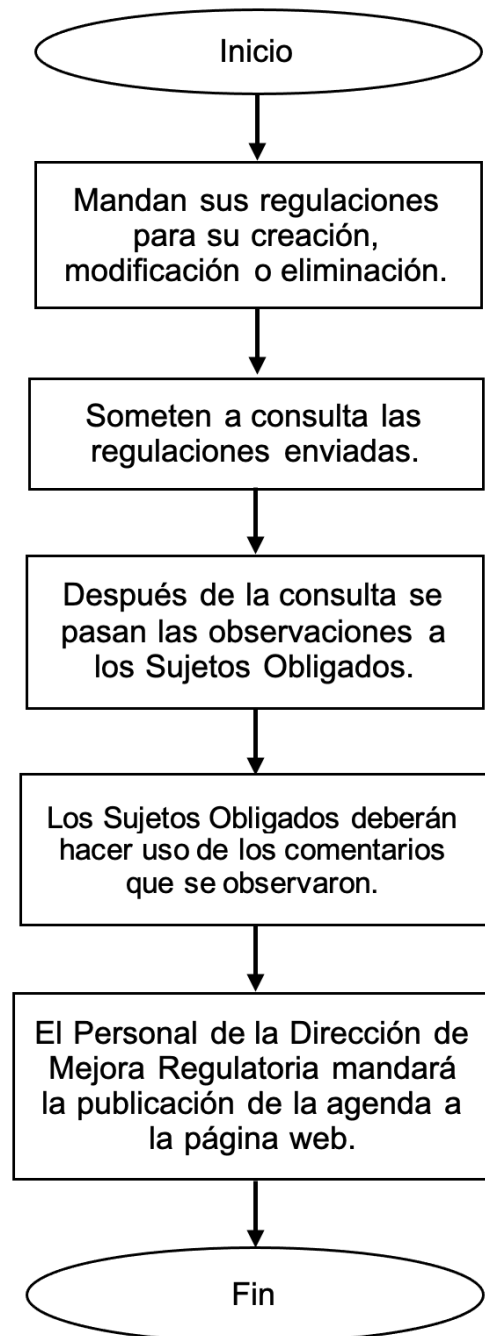 Inicio
Mandan sus regulaciones
para su creación,
modificación o eliminación.
Someten a consulta las
regulaciones enviadas.
Después de la consulta se
pasan las observaciones a
los Sujetos Obligados.
Los Sujetos Obligados deberán
hacer uso de los comentarios
que se observaron.
El Personal de la Dirección de
Mejora Regulatoria mandará
la publicación de la agenda a
la página web.
Fin